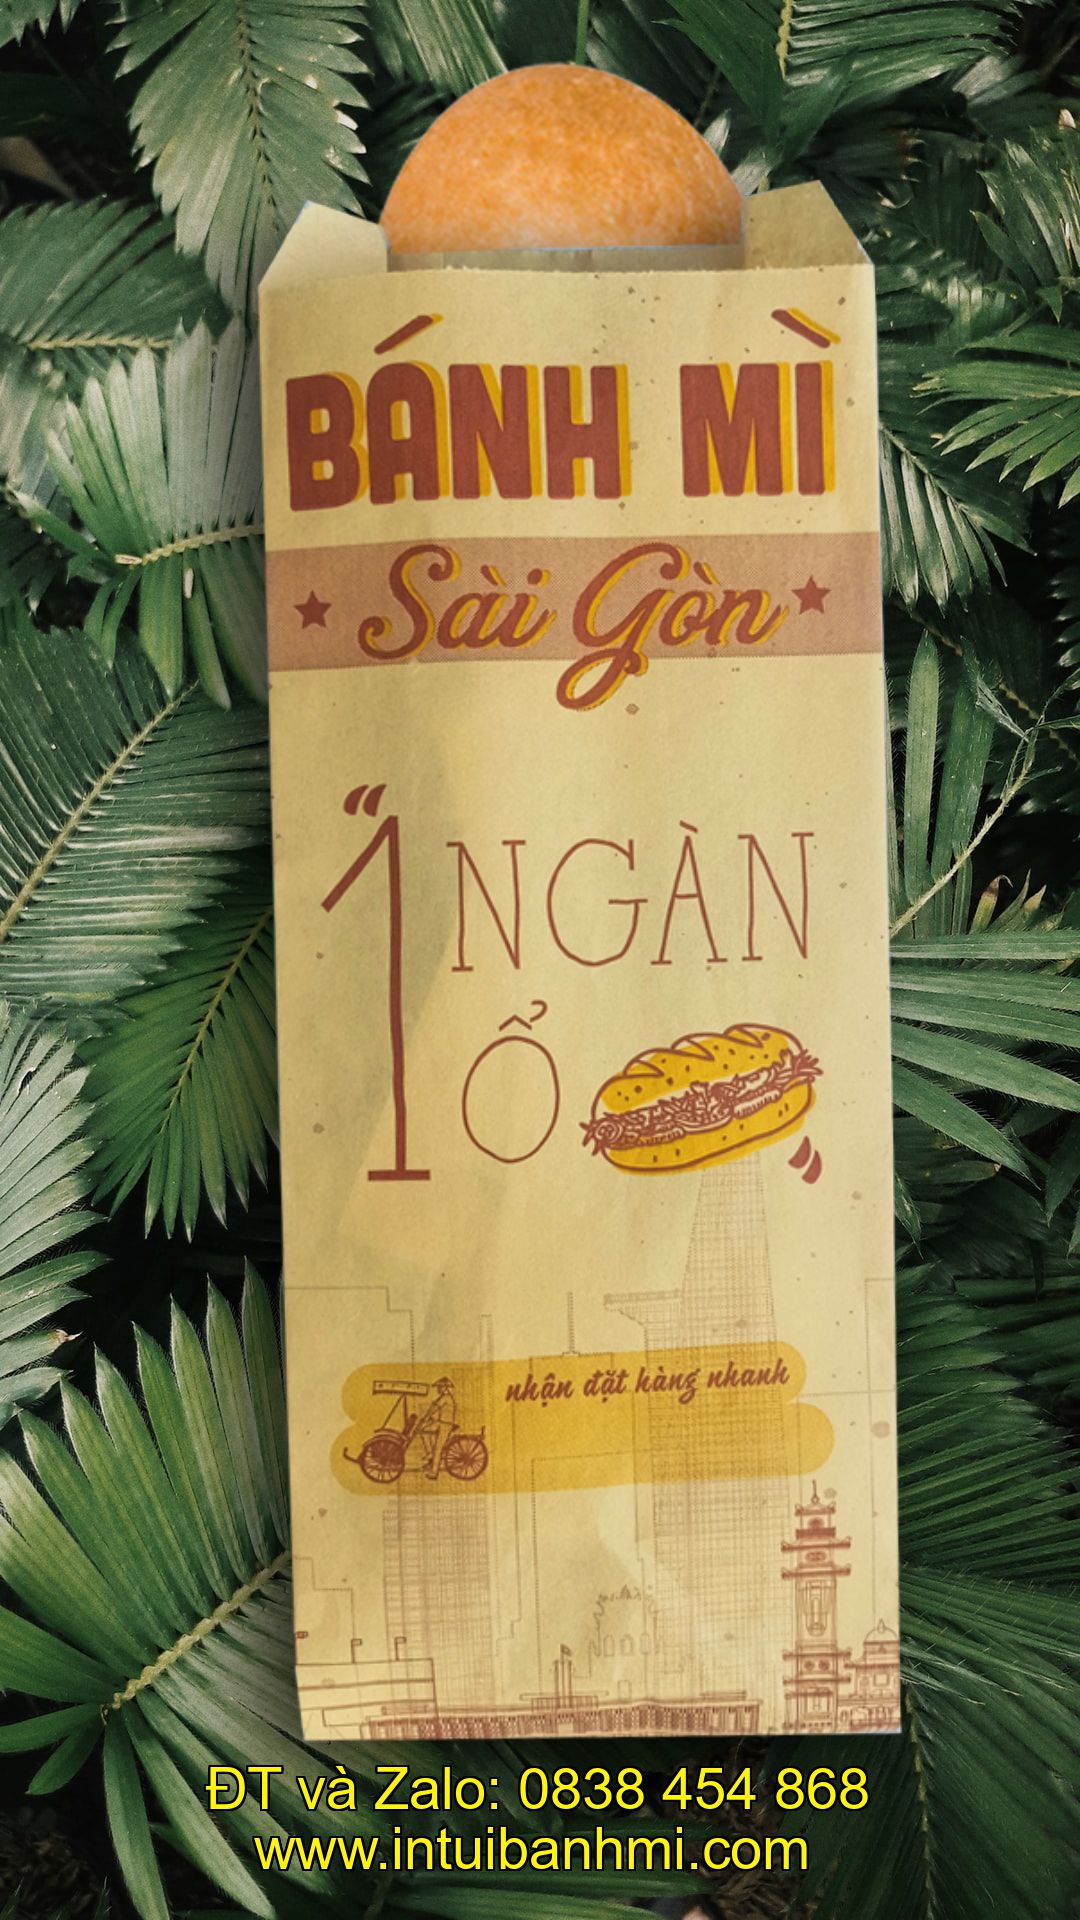 BÁNH MÌ
Sài Gòn
"1 NGÀN
Ổ "
nhận đặt hàng nhanh
ĐT và Zalo: 0838 454 868
www.intuibanhmi.com